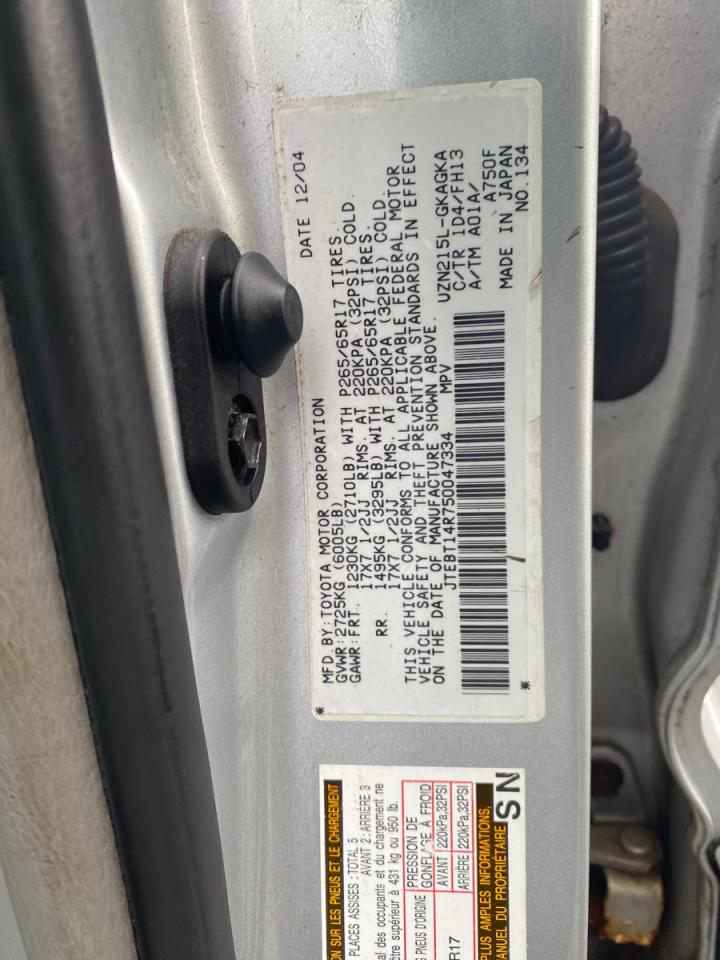 MFD.BY:TOYOTA MOTOR CORPORATION DATE 12/04
GVWR:2725KG (6005LB)
GAWR:FRT. 1230KG (2710LB) WITH P265/65R17 TIRES.
17X7 1/2JJ RIMS. AT 220KPA (32PSI) COLD.
RR. 1495KG (3295LB) WITH P265/65R17 TIRES.
17X7 1/2JJ RIMS. AT 220KPA (32PSI) COLD.
THIS VEHICLE CONFORMS TO ALL APPLICABLE FEDERAL MOTOR
VEHICLE SAFETY AND THEFT PREVENTION STANDARDS IN EFFECT
ON THE DATE OF MANUFACTURE SHOWN ABOVE.
JTEBT14R750047334 MPV
UZN215L-GKAGKA
C/TR 1D4/FH13
A/TM A01A/
A750F
MADE IN JAPAN
NO.134
ON SUR LES PNEUS ET LE CHARGEMENT
PLACES ASSISES : TOTAL 5
AVANT 2 : ARRIÈRE 3
al des occupants et du chargement ne
être supérieur à 431 kg ou 950 lb.
PNEUS D'ORIGINE
PRESSION DE
GONFLAGE À FROID
AVANT 220kPa,32PSI
R17
ARRIÈRE 220kPa,32PSI
PLUS AMPLES INFORMATIONS,
MANUEL DU PROPRIÉTAIRE
SN